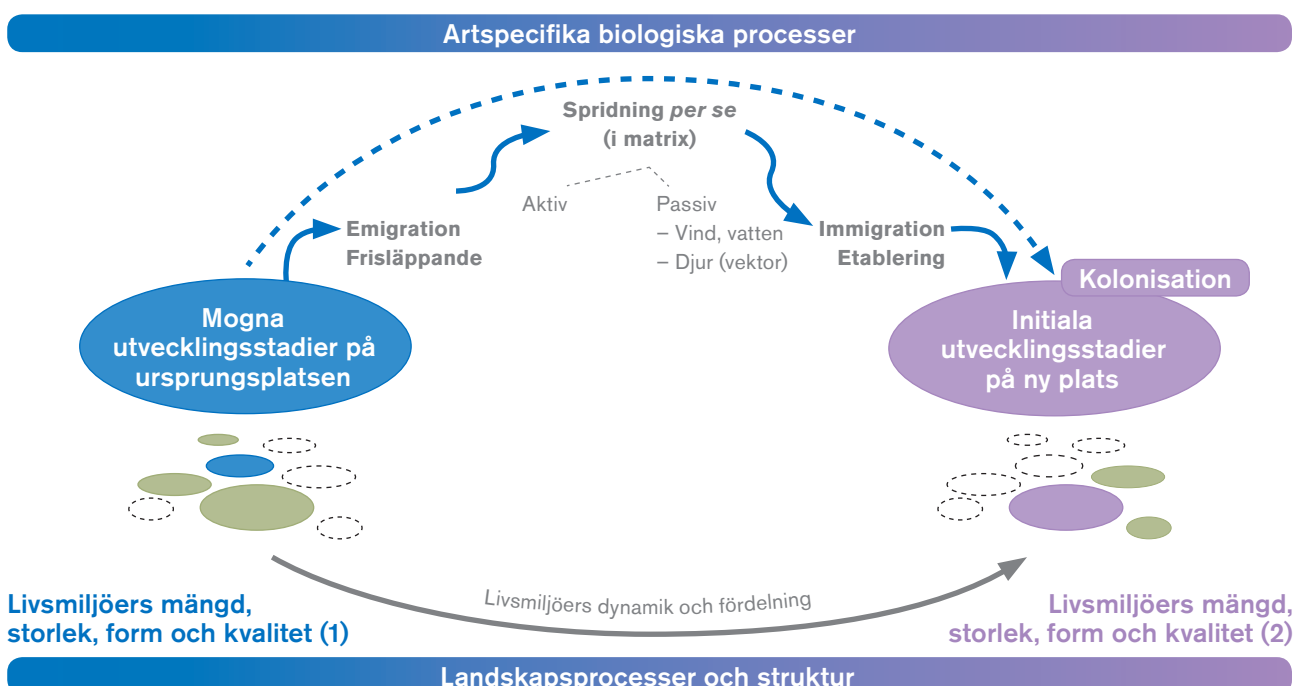 Artspecifika biologiska processer
Spridning per se
(i matrix)
Aktiv
Passiv
– Vind, vatten
– Djur (vektor)
Emigration
Frisläppande
Immigration
Etablering
Kolonisation
Mogna
utvecklingsstadier på
ursprungsplatsen
Initiala
utvecklingsstadier
på ny plats
Livsmiljöers dynamik och fördelning
Livsmiljöers mängd,
storlek, form och kvalitet (1)
Livsmiljöers mängd,
storlek, form och kvalitet (2)
Landskapsprocesser och struktur